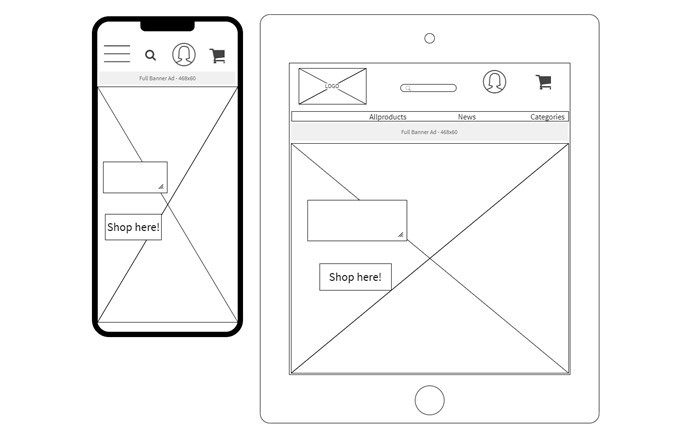 Full Banner Ad - 468x60
Shop here!
LOGO
Allproducts News Categories
Full Banner Ad - 468x60
Shop here!